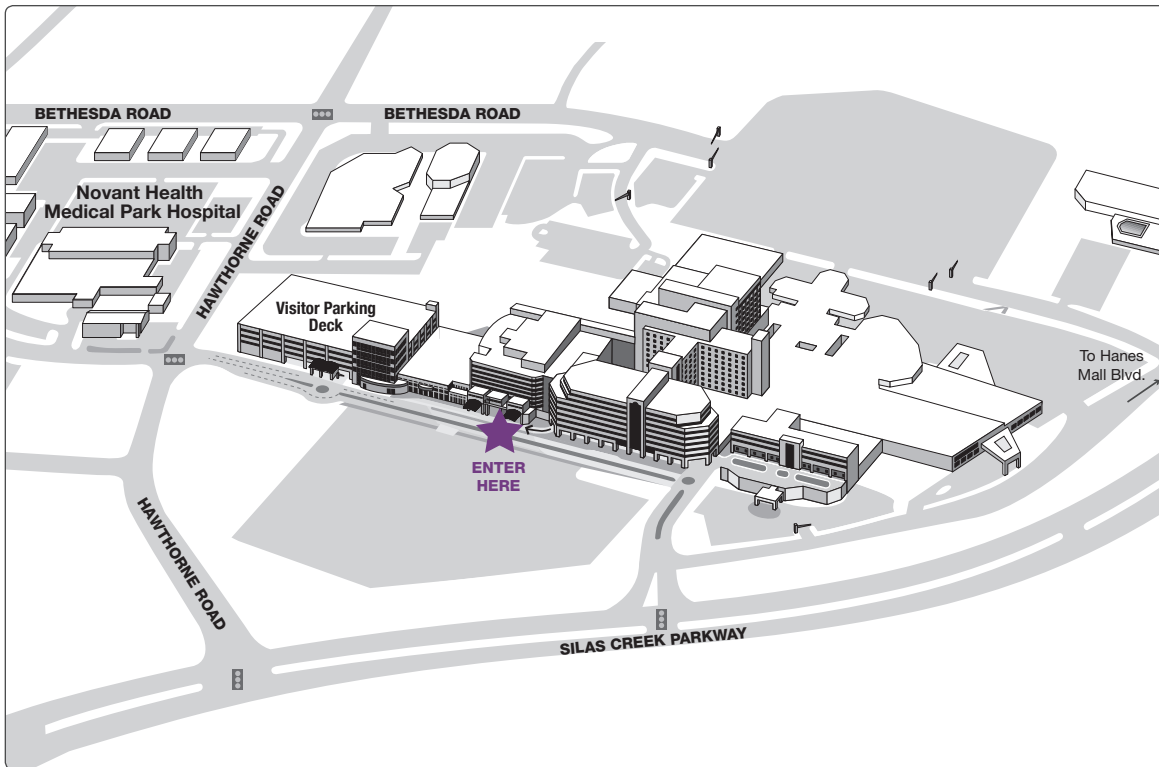 BETHESDA ROAD
BETHESDA ROAD
Novant Health
Medical Park Hospital
HAWTHORNE ROAD
Visitor Parking
Deck
To Hanes
Mall Blvd.
ENTER
HERE
HAWTHORNE ROAD
SILAS CREEK PARKWAY